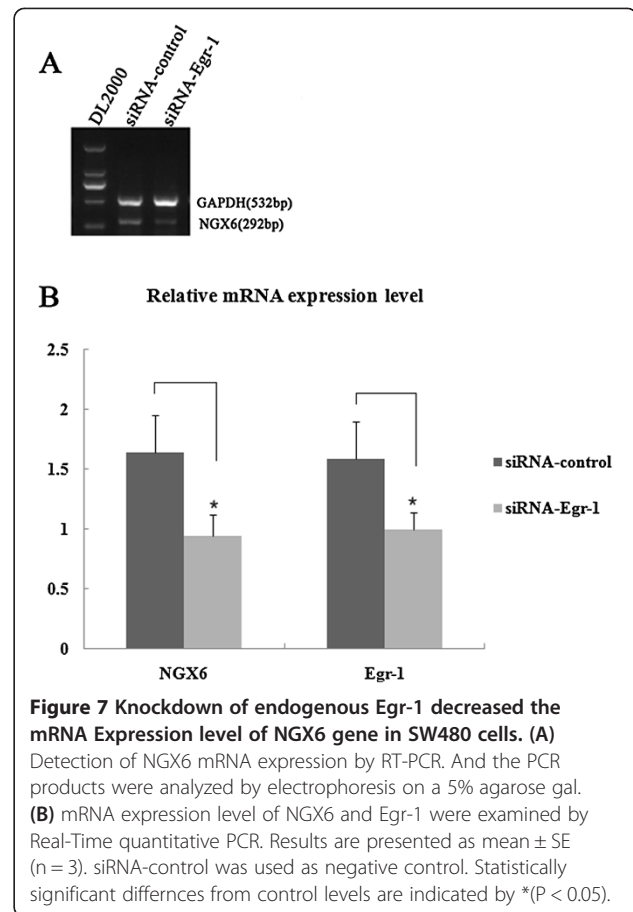 A
DL2000
siRNA-control
siRNA-Egr-1
GAPDH(532bp)
NGX6(292bp)
B
Relative mRNA expression level
2.5
2
1.5
1
0.5
0
*
*
siRNA-control
siRNA-Egr-1
NGX6
Egr-1
Figure 7 Knockdown of endogenous Egr-1 decreased the
mRNA Expression level of NGX6 gene in SW480 cells. (A)
Detection of NGX6 mRNA expression by RT-PCR. And the PCR
products were analyzed by electrophoresis on a 5% agarose gal.
(B) mRNA expression level of NGX6 and Egr-1 were examined by
Real-Time quantitative PCR. Results are presented as mean ± SE
(n = 3). siRNA-control was used as negative control. Statistically
significant differnces from control levels are indicated by *(P < 0.05).